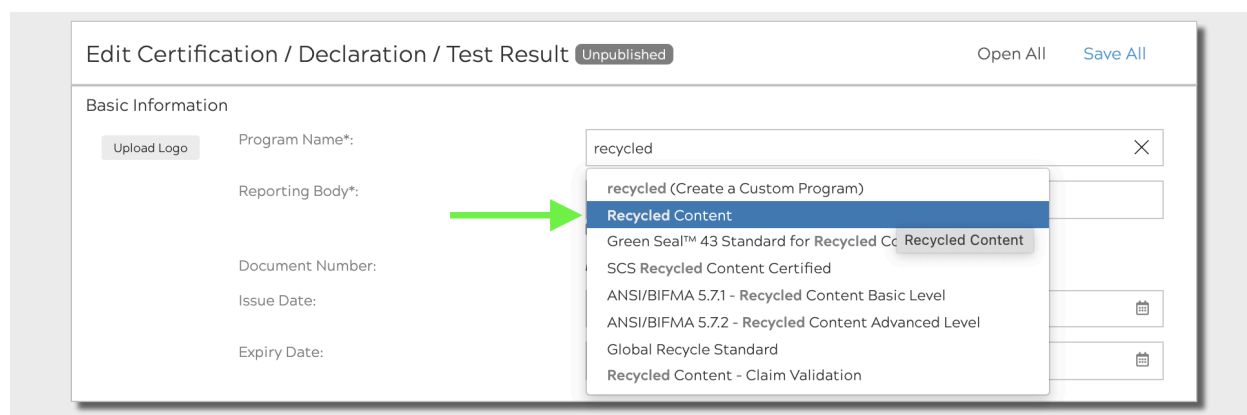 Edit Certification / Declaration / Test Result Unpublished Open All Save All
Basic Information
Upload Logo Program Name*: recycled
Reporting Body*:
recycled (Create a Custom Program)
Recycled Content
Green Seal™ 43 Standard for Recycled Recycled Content
Document Number:
SCS Recycled Content Certified
Issue Date:
ANSI/BIFMA 5.7.1 - Recycled Content Basic Level
ANSI/BIFMA 5.7.2 - Recycled Content Advanced Level
Expiry Date:
Global Recycle Standard
Recycled Content - Claim Validation